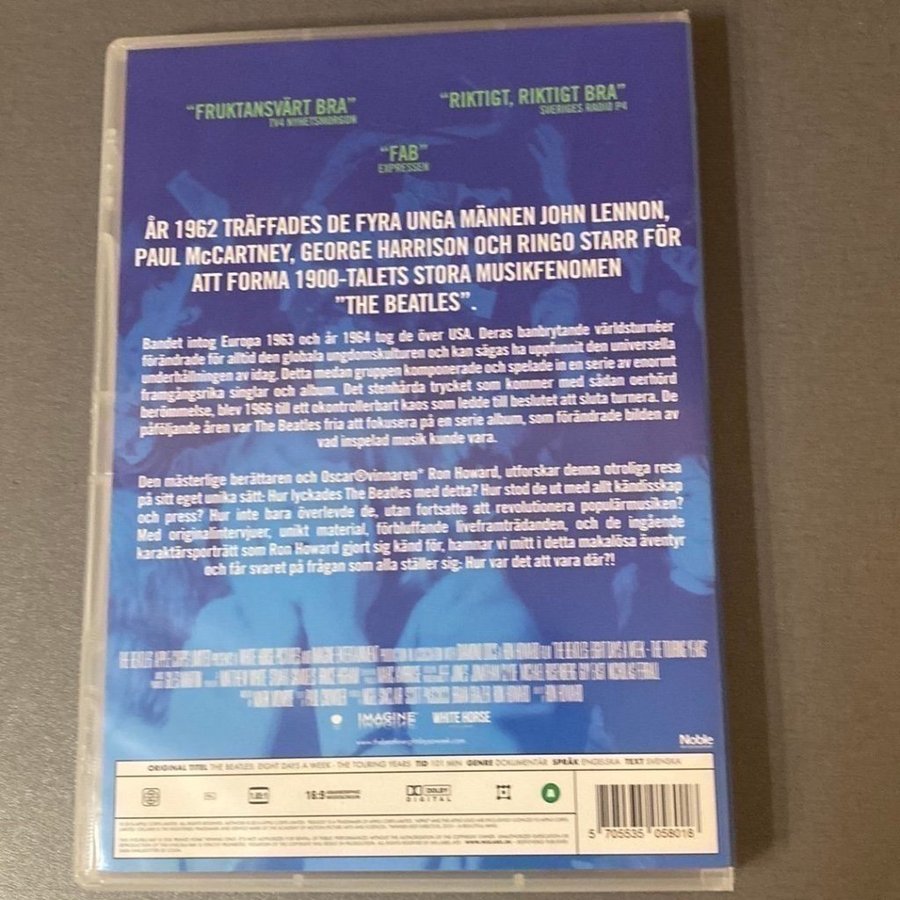 “FRUKTANSVÄRT BRA”
TV4 NYHETSMORGON
“RIKTIGT, RIKTIGT BRA”
SVERIGES RADIO P4
“FAB”
EXPRESSEN
ÅR 1962 TRÄFFADES DE FYRA UNGA MÄNNEN JOHN LENNON,
PAUL McCARTNEY, GEORGE HARRISON OCH RINGO STARR FÖR
ATT FORMA 1900-TALETS STORA MUSIKFENOMEN
”THE BEATLES”.
Bandet intog Europa 1963 och år 1964 tog de över USA. Deras banbrytande världsturnéer
förändrade för alltid den globala ungdomskulturen och kan sägas ha uppfunnit den universella
underhållningen av idag. Detta medan gruppen komponerade och spelade in en serie av enormt
framgångsrika singlar och album. Det stenhårda trycket som kommer med sådan oerhörd
berömmelse, blev 1966 till ett okontrollerbart kaos som ledde till beslutet att sluta turnera. De
påföljande åren var The Beatles fria att fokusera på en serie album, som förändrade bilden av
vad inspelad musik kunde vara.
Den mästerlige berättaren och Oscar®vinnaren* Ron Howard, utforskar denna otroliga resa
på sitt eget unika sätt: Hur lyckades The Beatles med detta? Hur stod de ut med allt kändisskap
och press? Hur inte bara överlevde de, utan fortsatte att revolutionera populärmusiken?
Med originalintervjuer, unikt material, förbluffande liveframträdanden, och de ingående
karaktärsporträtt som Ron Howard gjort sig känd för, hamnar vi mitt i detta makalösa äventyr
och får svaret på frågan som alla ställer sig: Hur var det att vara där?!
IMAGINE
WHITE HORSE
Noble
ORIGINAL TITEL THE BEATLES: EIGHT DAYS A WEEK - THE TOURING YEARS TID 101 MIN GENRE DOKUMENTÄR SPRÅK ENGELSKA TEXT SVENSKA
1.85:1
16:9 ANAMORPHIC WIDESCREEN
DOLBY
DIGITAL
A
5 705535 058018